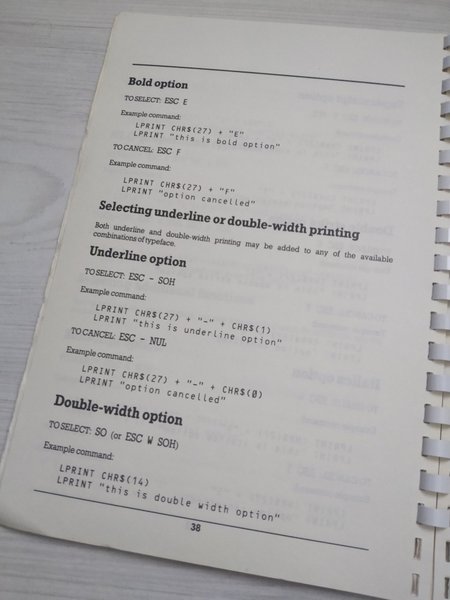 Bold option
TO SELECT: ESC E
Example command:
LPRINT CHR$(27) + "E"
LPRINT "this is bold option"
TO CANCEL: ESC F
Example command:
LPRINT CHR$(27) + "F"
LPRINT "option cancelled"
Selecting underline or double-width printing
Both underline and double-width printing may be added to any of the available
combinations of typeface.
Underline option
TO SELECT: ESC - SOH
Example command:
LPRINT CHR$(27) + "-" + CHR$(1)
LPRINT "this is underline option"
TO CANCEL: ESC - NUL
Example command:
LPRINT CHR$(27) + "-" + CHR$(0)
LPRINT "option cancelled"
Double-width option
TO SELECT: SO (or ESC W SOH)
Example command:
LPRINT CHR$(14)
LPRINT "this is double width option"
38